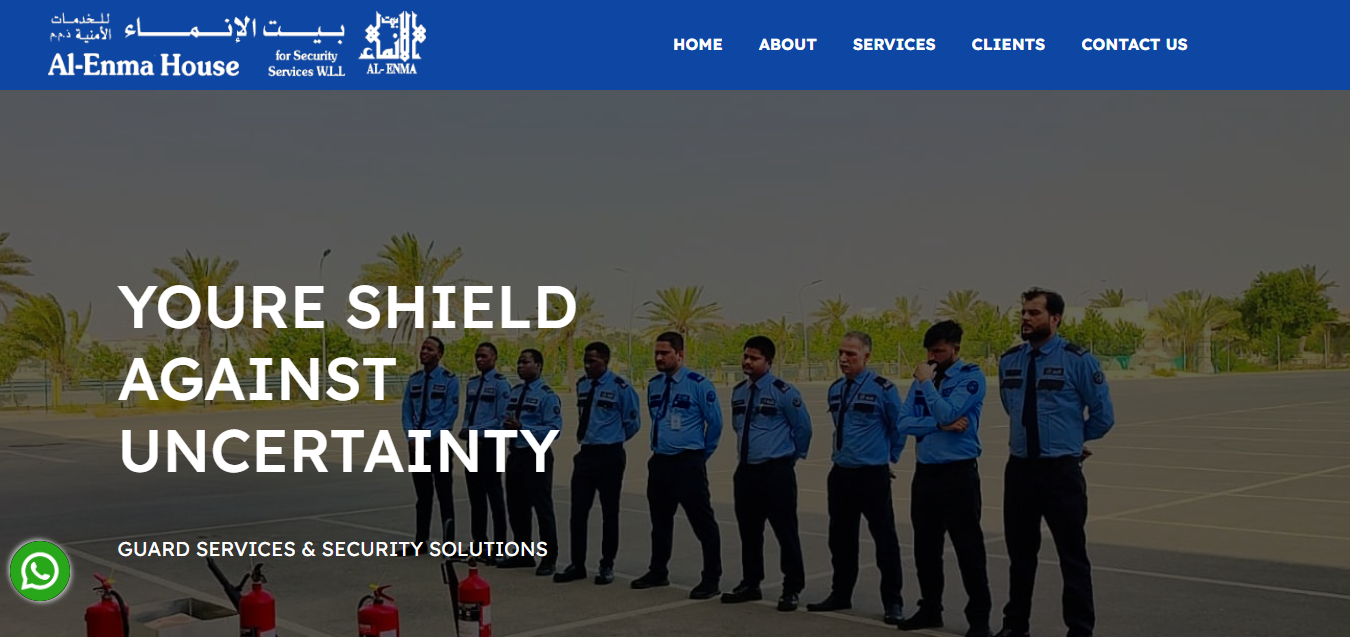 للخدمات
الأمنية ذ.م.م
بيت الإنماء
Al-Enma House
for Security
Services W.L.L
بيت
الإنماء
AL- ENMA
HOME ABOUT SERVICES CLIENTS CONTACT US
YOURE SHIELD
AGAINST
UNCERTAINTY
GUARD SERVICES & SECURITY SOLUTIONS